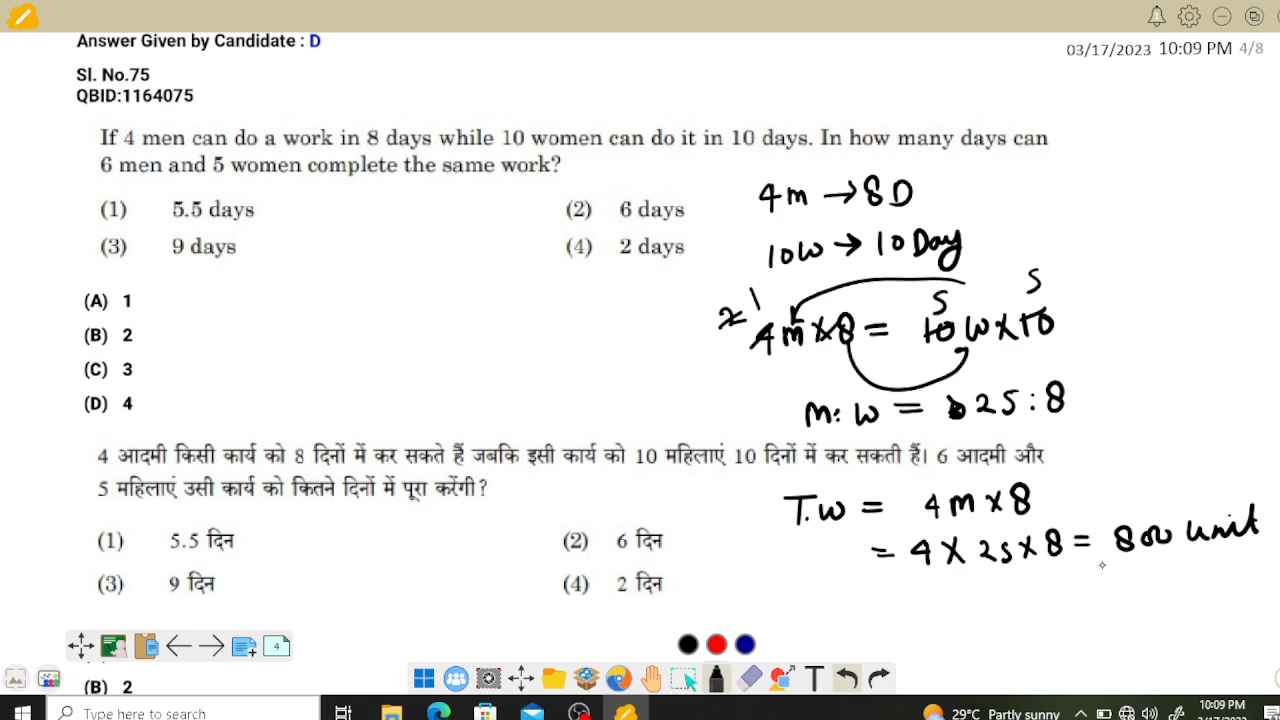 Answer Given by Candidate : D
03/17/2023 10:09 PM 4/8
Sl. No.75
QBID:1164075
If 4 men can do a work in 8 days while 10 women can do it in 10 days. In how many days can
6 men and 5 women complete the same work?
(1) 5.5 days (2) 6 days
(3) 9 days (4) 2 days
(A) 1
(B) 2
(C) 3
(D) 4
4m → 8 D
10W → 10 Day
4m × 8 = 10 W × 10
5 5
m: W = 25 : 8
4 आदमी किसी कार्य को 8 दिनों में कर सकते हैं जबकि इसी कार्य को 10 महिलाएं 10 दिनों में कर सकती हैं। 6 आदमी और
5 महिलाएं उसी कार्य को कितने दिनों में पूरा करेंगी?
(1) 5.5 दिन (2) 6 दिन
(3) 9 दिन (4) 2 दिन
T.W = 4 m × 8
= 4 × 25 × 8 = 800 unit
4
(B) 2
T
Type here to search
29°C Partly sunny
10:09 PM